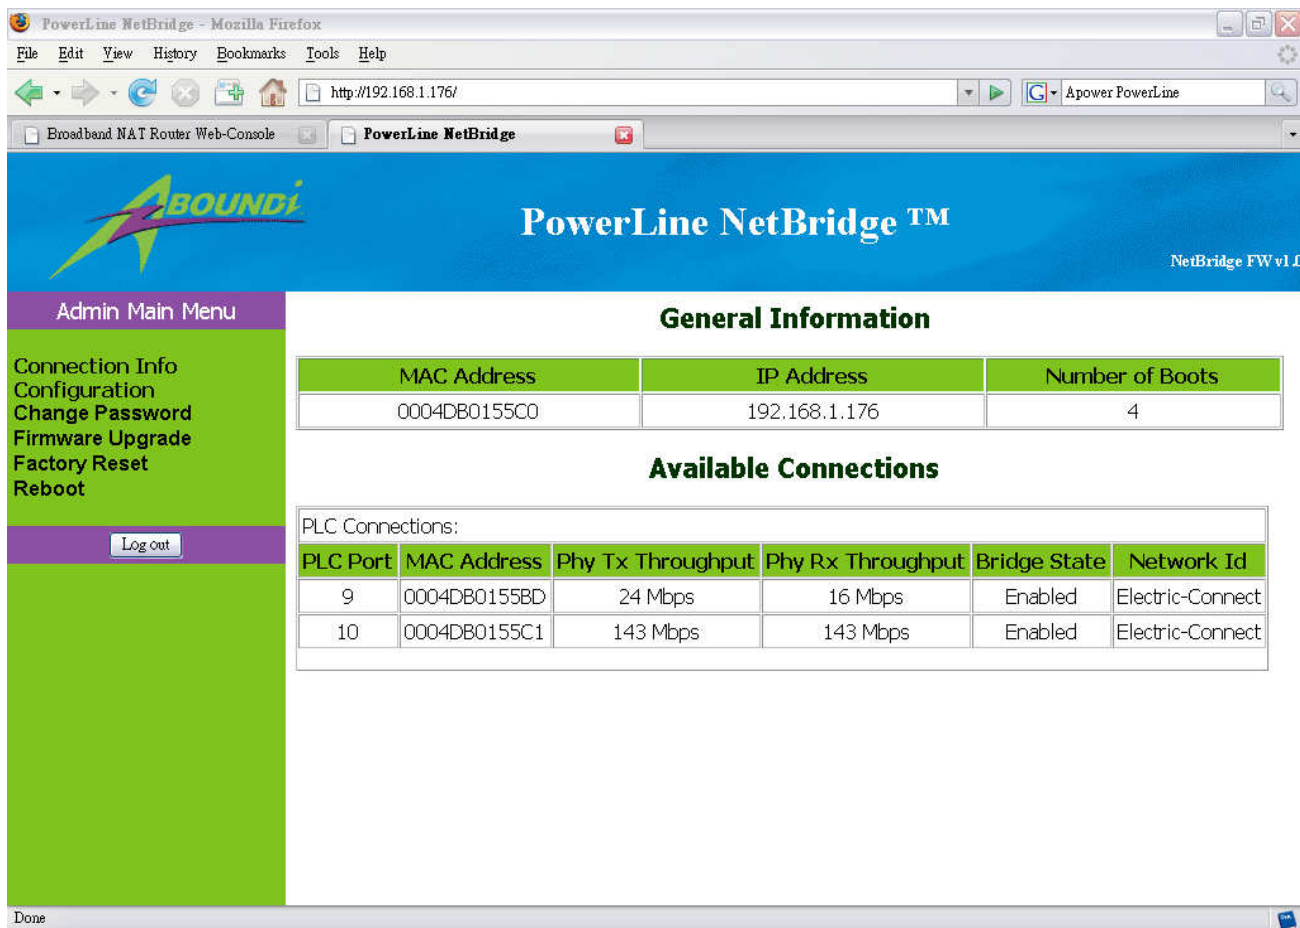 PowerLine NetBridge - Mozilla Firefox
File Edit View History Bookmarks Tools Help
http://192.168.1.176/
G Apower PowerLine
Broadband NAT Router Web-Console
PowerLine NetBridge
ABOUNDi
PowerLine NetBridge ™
NetBridge FW v1.0
Admin Main Menu
Connection Info
Configuration
Change Password
Firmware Upgrade
Factory Reset
Reboot
Log out
General Information
MAC Address IP Address Number of Boots
0004DB0155C0 192.168.1.176 4
Available Connections
PLC Connections:
PLC Port MAC Address Phy Tx Throughput Phy Rx Throughput Bridge State Network Id
9 0004DB0155BD 24 Mbps 16 Mbps Enabled Electric-Connect
10 0004DB0155C1 143 Mbps 143 Mbps Enabled Electric-Connect
Done